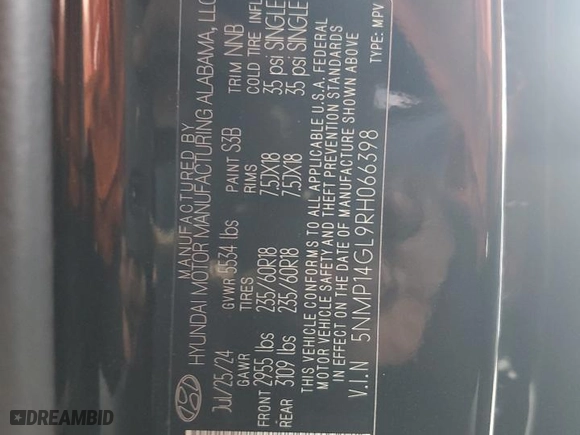 MANUFACTURED BY
HYUNDAI MOTOR MANUFACTURING ALABAMA, LLC
Jul/25/24 GVWR 5534 lbs PAINT S3B TRIM NNB
GAWR TIRES RIMS COLD TIRE INFL
FRONT 2955 lbs 235/60R18 7.5JX18 35 psi SINGLE
REAR 3109 lbs 235/60R18 7.5JX18 35 psi SINGLE
THIS VEHICLE CONFORMS TO ALL APPLICABLE U.S.A. FEDERAL
MOTOR VEHICLE SAFETY AND THEFT PREVENTION STANDARDS
IN EFFECT ON THE DATE OF MANUFACTURE SHOWN ABOVE
V.I.N 5NMP14GL9RH066398 TYPE: MPV
DREAMBID